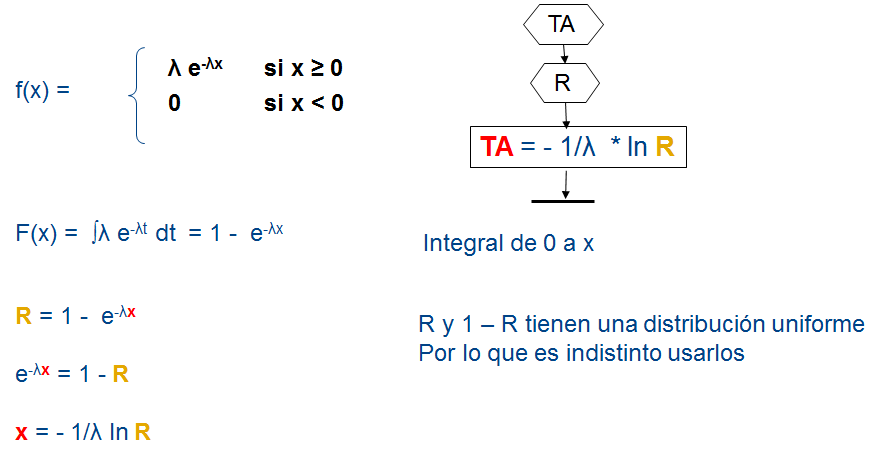 f(x) =
λ e-λx si x ≥ 0
0 si x < 0
F(x) = ∫λ e-λt dt = 1 - e-λx
R = 1 - e-λx
e-λx = 1 - R
x = - 1/λ ln R
TA
R
TA = - 1/λ * ln R
Integral de 0 a x
R y 1 – R tienen una distribución uniforme
Por lo que es indistinto usarlos